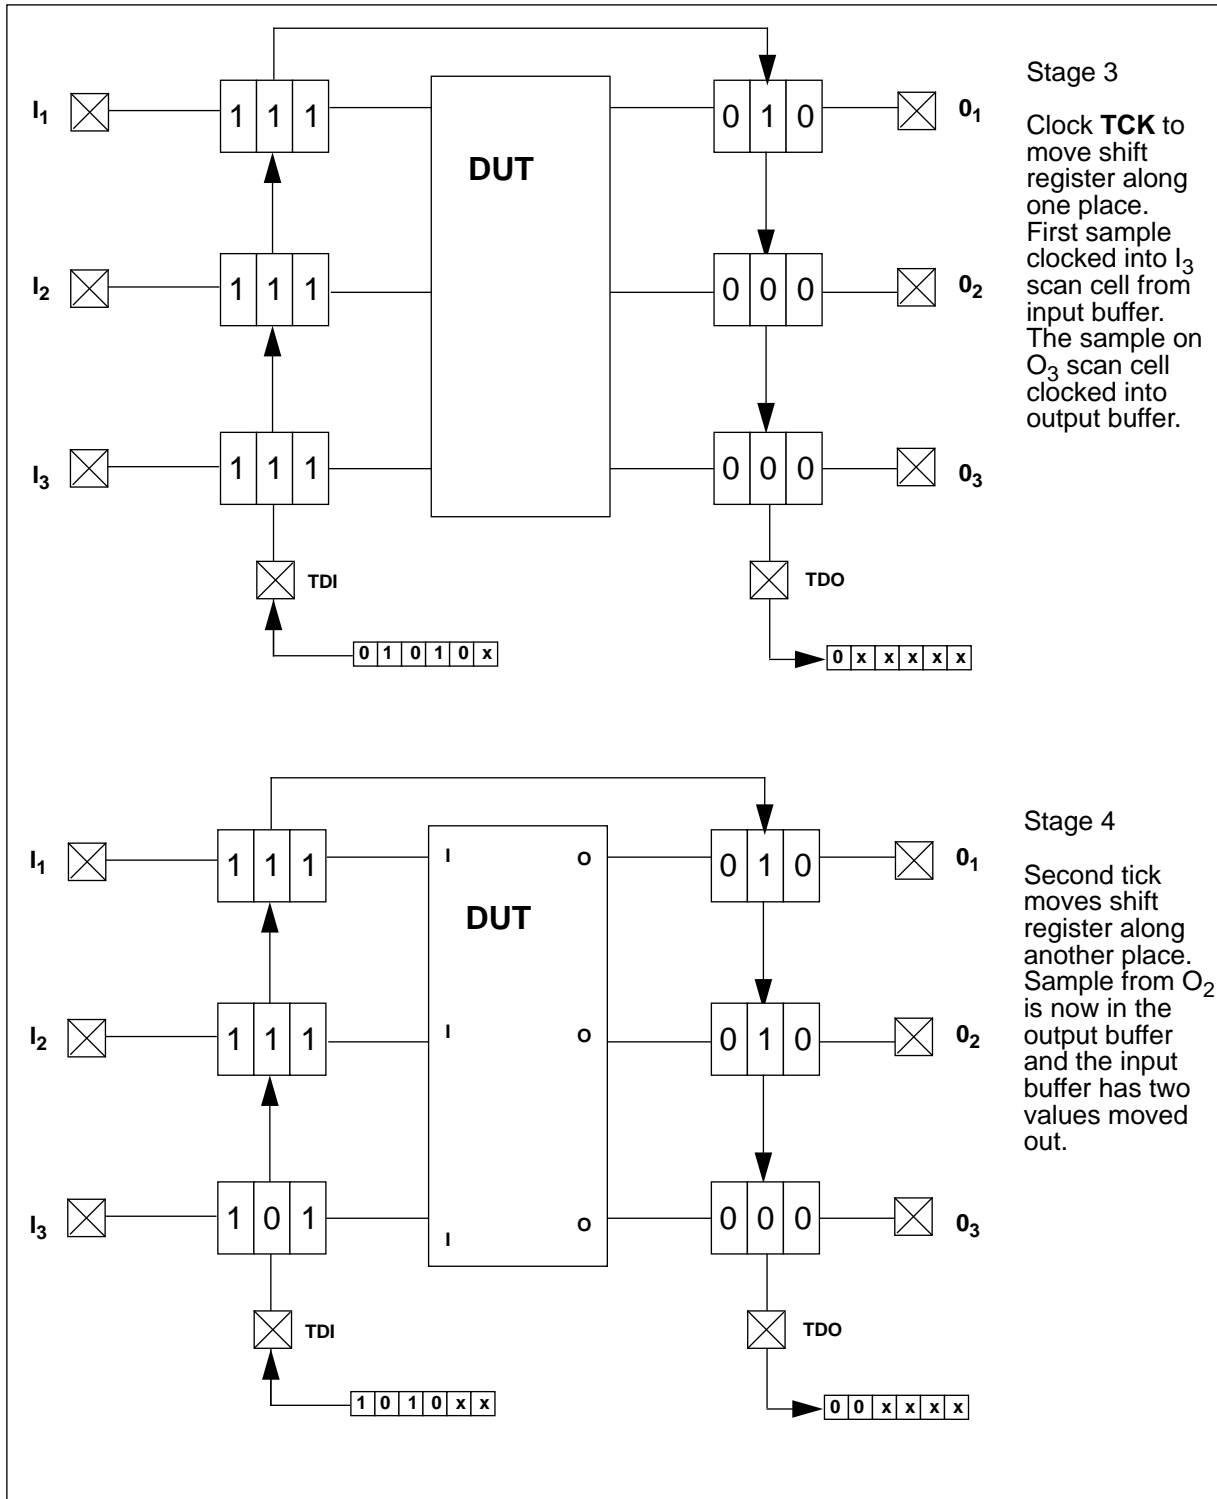 Stage 3
Clock TCK to
move shift
register along
one place.
First sample
clocked into I3
scan cell from
input buffer.
The sample on
O3 scan cell
clocked into
output buffer.
I1
1 1 1
DUT
0 1 0
01
I2
1 1 1
0 0 0
02
I3
1 1 1
0 0 0
03
TDI
TDO
0 1 0 1 0 x
0 x x x x x
Stage 4
Second tick
moves shift
register along
another place.
Sample from O2
is now in the
output buffer
and the input
buffer has two
values moved
out.
I1
1 1 1
I
O
DUT
0 1 0
01
I2
1 1 1
I
O
0 1 0
02
I3
1 0 1
I
O
0 0 0
03
TDI
TDO
1 0 1 0 x x
0 0 x x x x